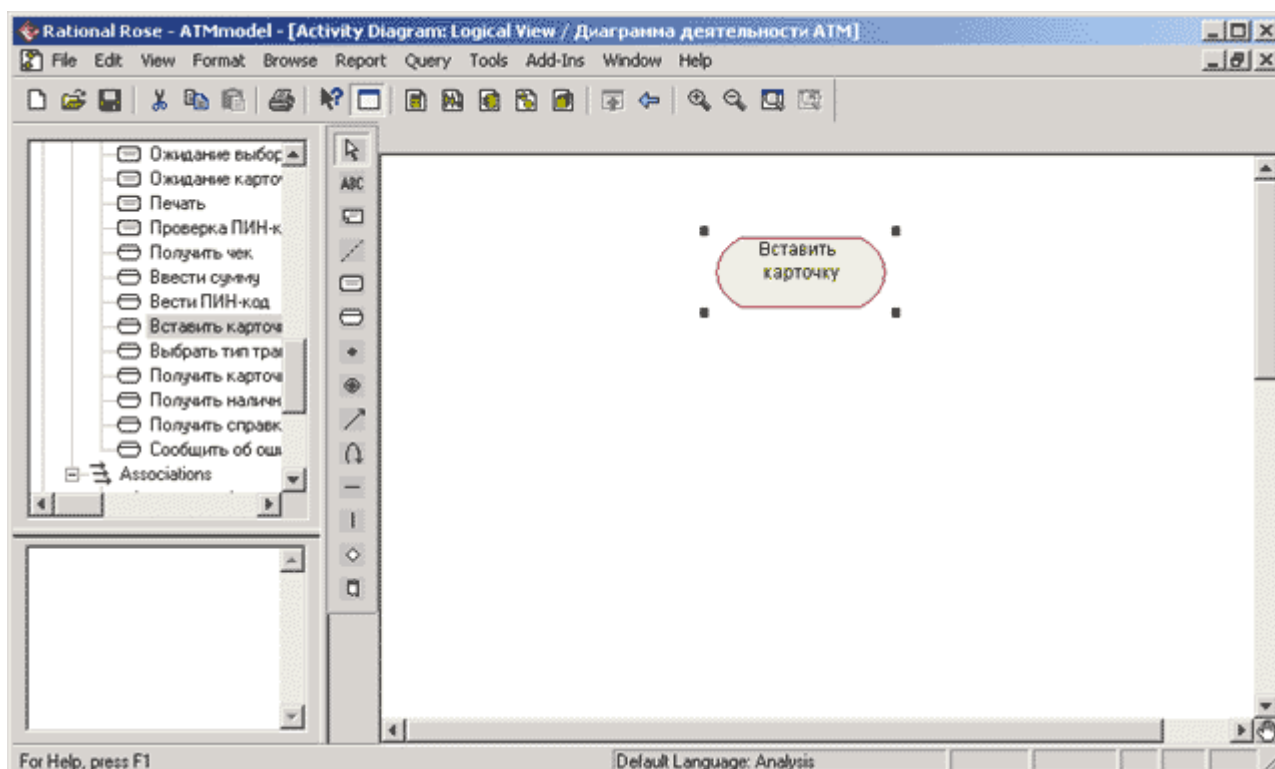 Rational Rose - ATMmodel - [Activity Diagram: Logical View / Диаграмма деятельности ATM]
File Edit View Format Browse Report Query Tools Add-Ins Window Help
Ожидание выбор
Ожидание карто
Печать
Проверка ПИН-к
Получить чек
Ввести сумму
Вести ПИН-код
Вставить карточ
Выбрать тип тра
Получить карточ
Получить наличн
Получить справк
Сообщить об ош
Associations
ABC
Вставить
карточку
For Help, press F1
Default Language: Analysis